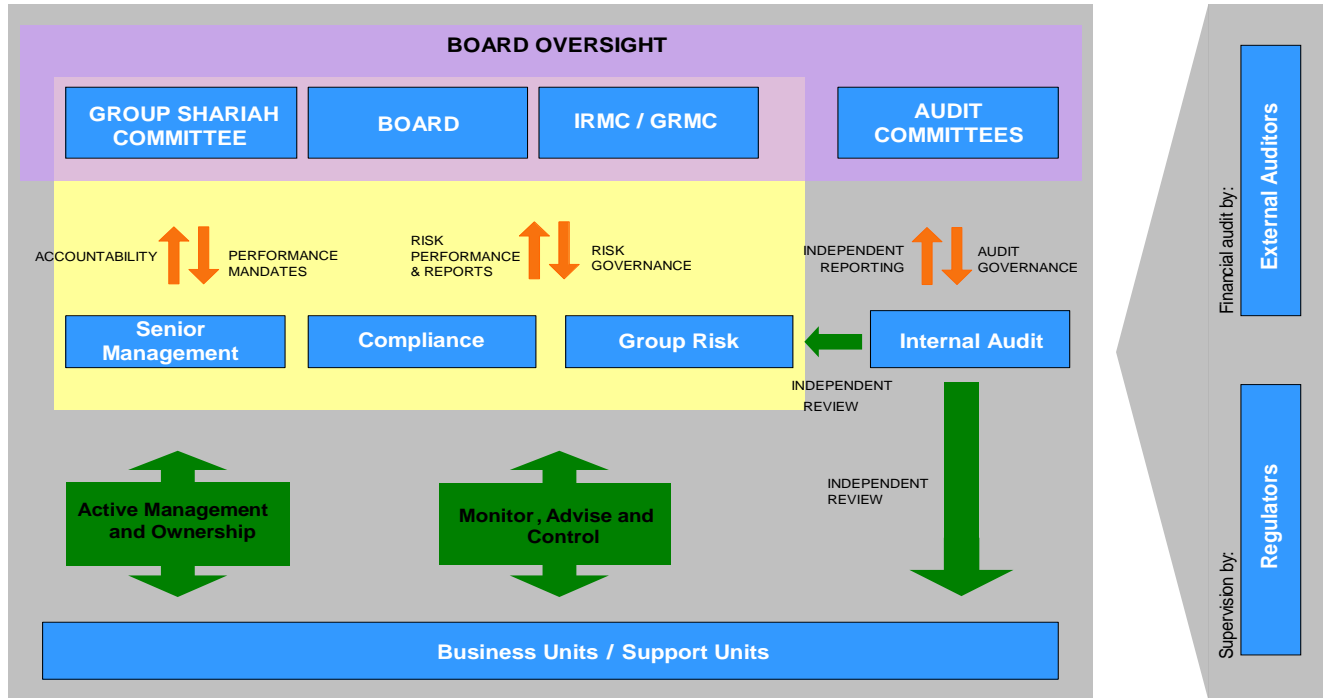 BOARD OVERSIGHT
GROUP SHARIAH
COMMITTEE
BOARD
IRMC / GRMC
AUDIT
COMMITTEES
ACCOUNTABILITY
PERFORMANCE
MANDATES
RISK
PERFORMANCE
& REPORTS
RISK
GOVERNANCE
INDEPENDENT
REPORTING
AUDIT
GOVERNANCE
Senior
Management
Compliance
Group Risk
Internal Audit
INDEPENDENT
REVIEW
Active Management
and Ownership
Monitor, Advise and
Control
INDEPENDENT
REVIEW
Business Units / Support Units
Financial audit by:
External Auditors
Supervision by:
Regulators